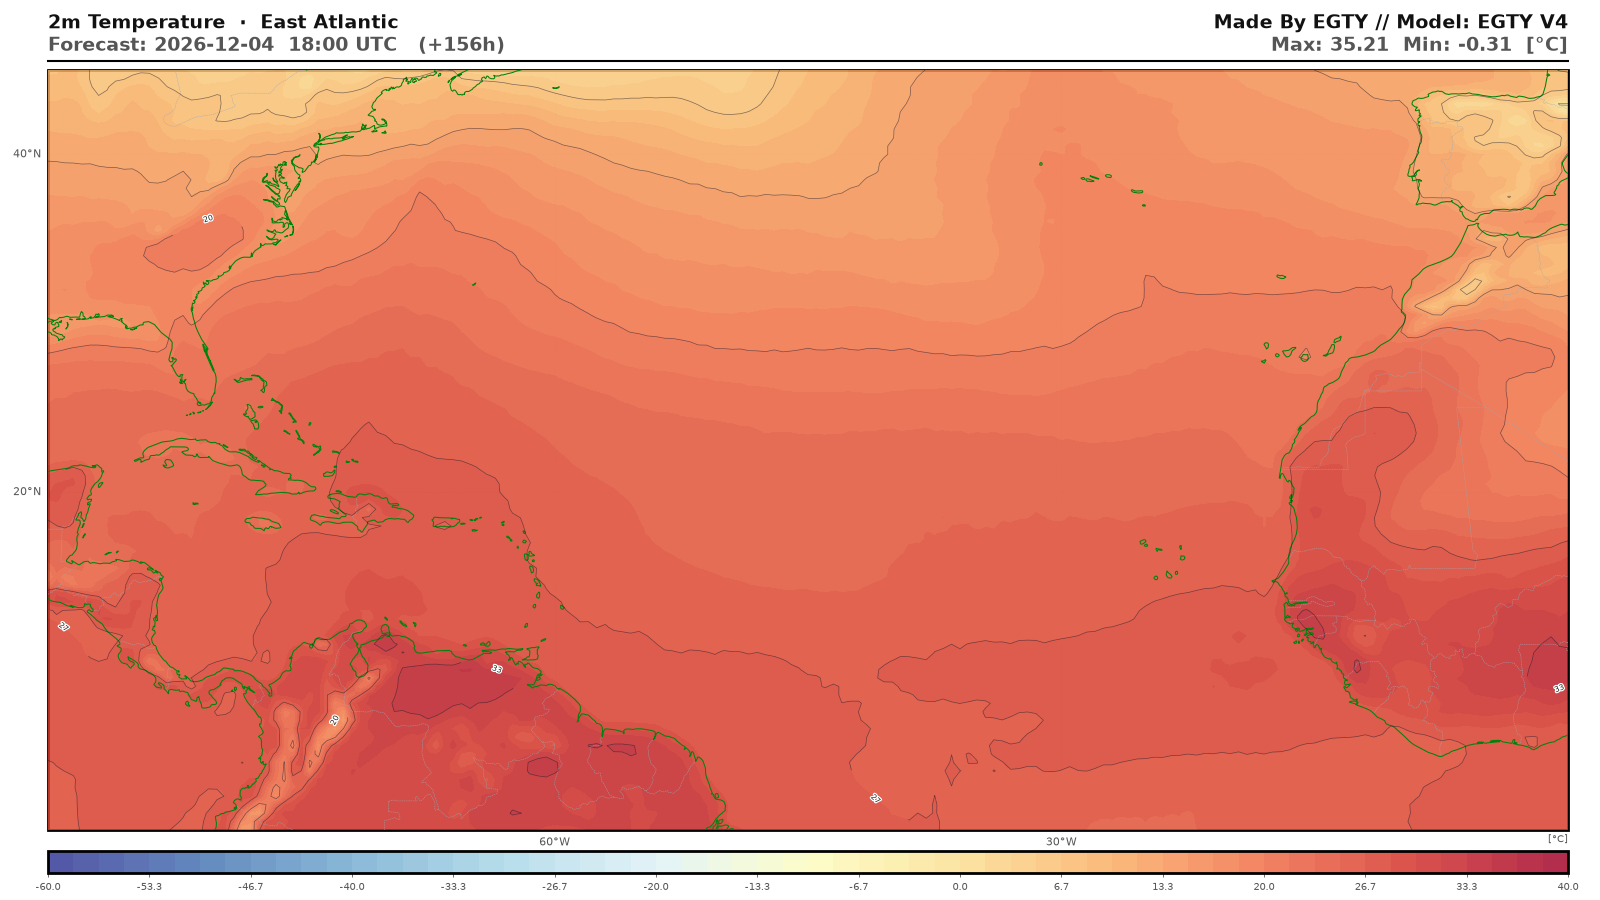 2m Temperature · East Atlantic
Made By EGTY // Model: EGTY V4
Forecast: 2026-12-04 18:00 UTC (+156h)
Max: 35.21 Min: -0.31 [°C]
40°N
20
20°N
27
33
33
20
27
60°W
30°W
[°C]
-60.0 -53.3 -46.7 -40.0 -33.3 -26.7 -20.0 -13.3 -6.7 0.0 6.7 13.3 20.0 26.7 33.3 40.0